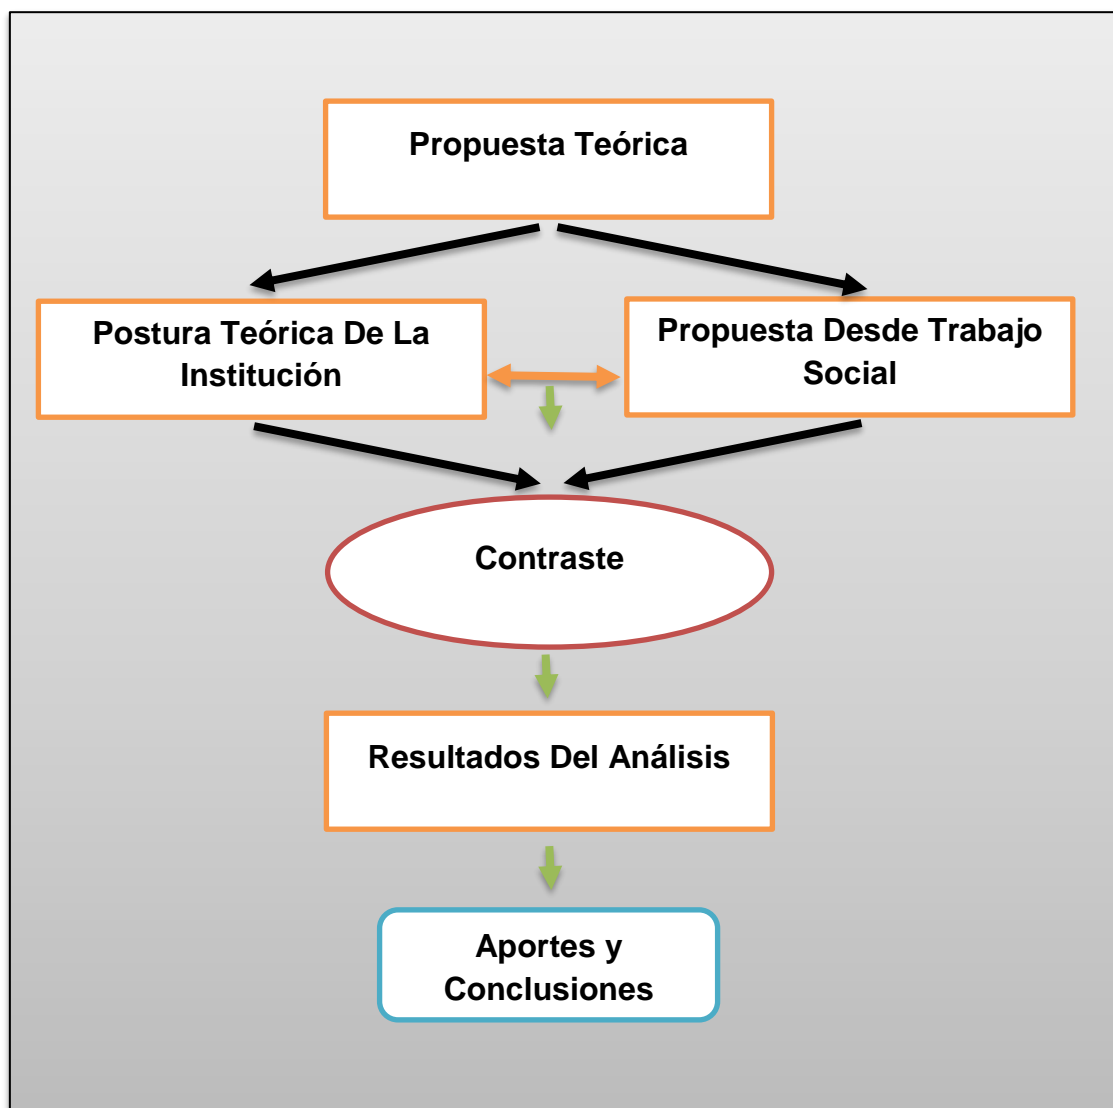 Propuesta Teórica
Postura Teórica De La
Institución
Propuesta Desde Trabajo
Social
Contraste
Resultados Del Análisis
Aportes y
Conclusiones